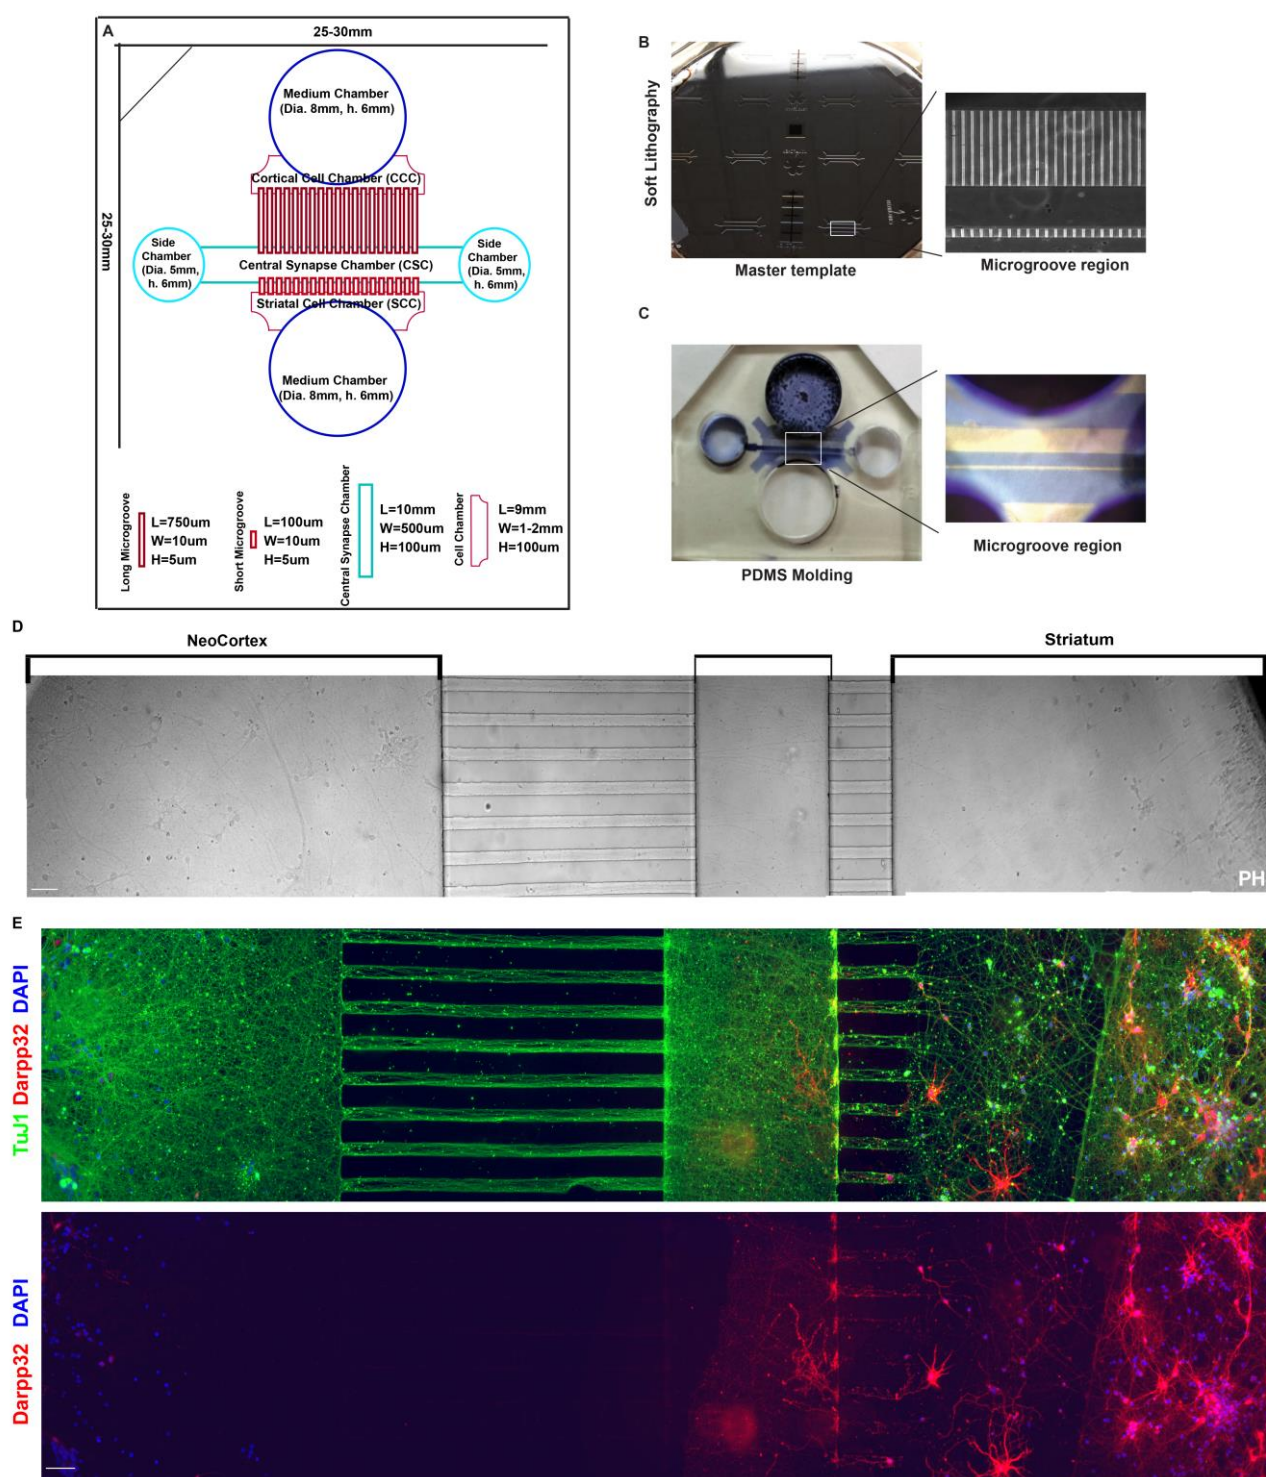 A
25-30mm
25-30mm
Medium Chamber
(Dia. 8mm, h. 6mm)
Cortical Cell Chamber (CCC)
Side
Chamber
(Dia. 5mm,
h. 6mm)
Central Synapse Chamber (CSC)
Side
Chamber
(Dia. 5mm,
h. 6mm)
Striatal Cell Chamber (SCC)
Medium Chamber
(Dia. 8mm, h. 6mm)
Long Microgroove
L=750um
W=10um
H=5um
Short Microgroove
L=100um
W=10um
H=5um
Central Synapse Chamber
L=10mm
W=500um
H=100um
Cell Chamber
L=9mm
W=1-2mm
H=100um
B
Soft Lithography
Master template
Microgroove region
C
PDMS Molding
Microgroove region
D
NeoCortex
Striatum
PH
E
TuJ1 Darpp32 DAPI
Darpp32 DAPI